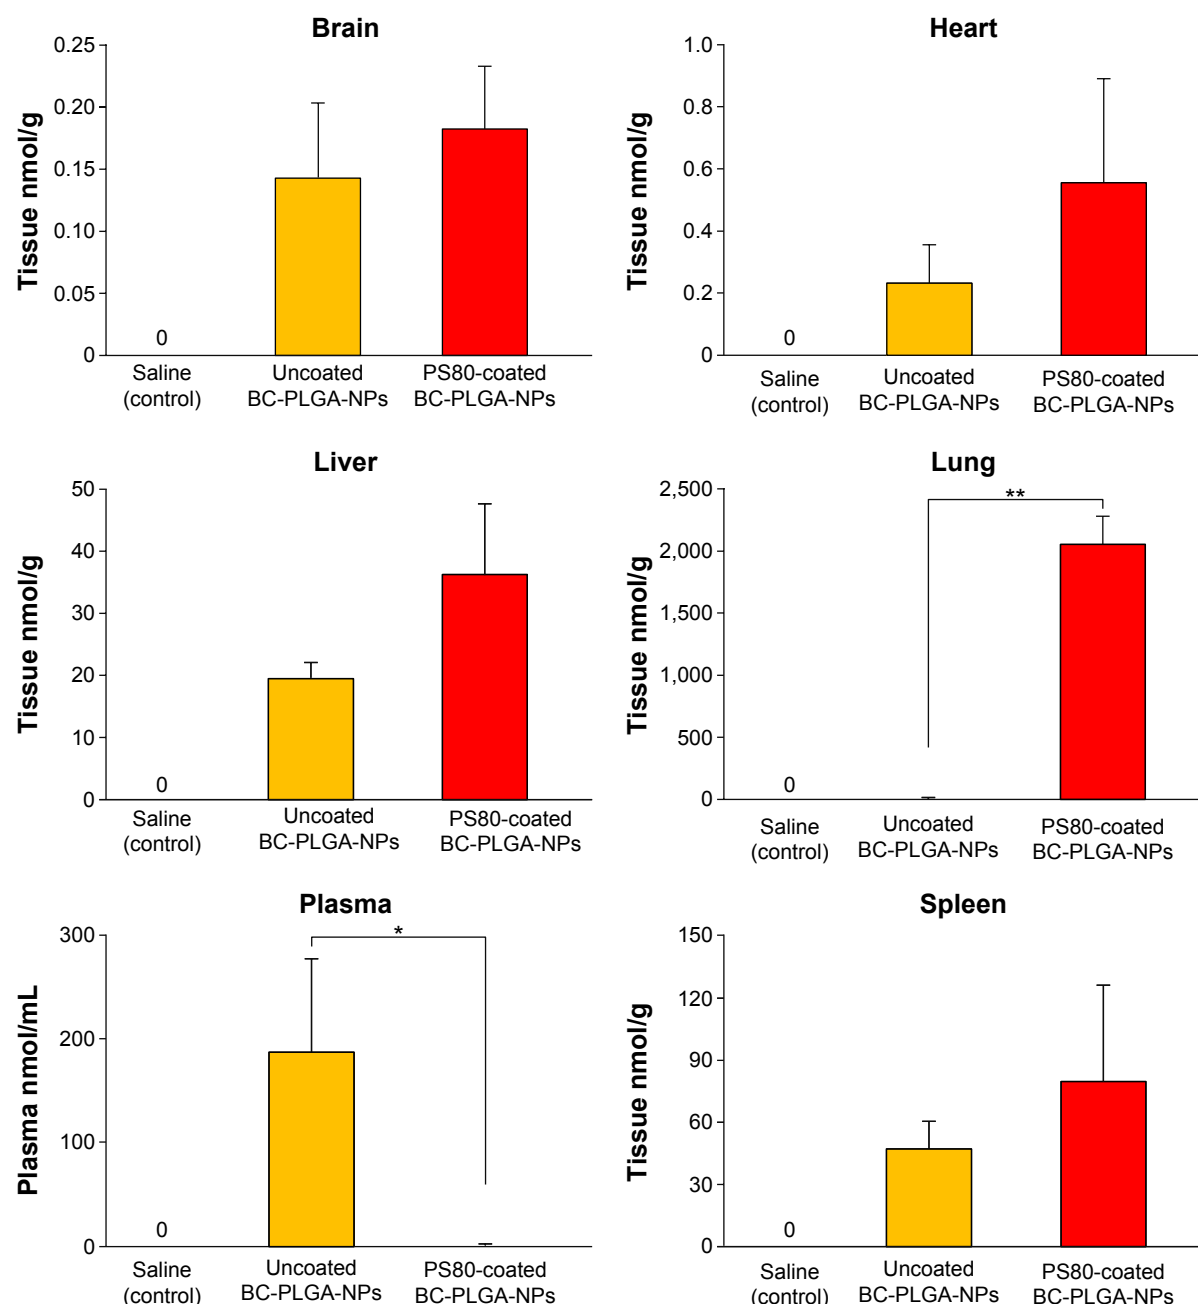 Brain
Tissue nmol/g
0.25
0.20
0.15
0.10
0.05
0
0
Saline
(control)
Uncoated
BC-PLGA-NPs
PS80-coated
BC-PLGA-NPs
Heart
Tissue nmol/g
1.0
0.8
0.6
0.4
0.2
0
0
Saline
(control)
Uncoated
BC-PLGA-NPs
PS80-coated
BC-PLGA-NPs
Liver
Tissue nmol/g
50
40
30
20
10
0
0
Saline
(control)
Uncoated
BC-PLGA-NPs
PS80-coated
BC-PLGA-NPs
Lung
Tissue nmol/g
2,500
2,000
1,500
1,000
500
0
**
0
Saline
(control)
Uncoated
BC-PLGA-NPs
PS80-coated
BC-PLGA-NPs
Plasma
Plasma nmol/mL
300
200
100
0
*
0
Saline
(control)
Uncoated
BC-PLGA-NPs
PS80-coated
BC-PLGA-NPs
Spleen
Tissue nmol/g
150
120
90
60
30
0
0
Saline
(control)
Uncoated
BC-PLGA-NPs
PS80-coated
BC-PLGA-NPs